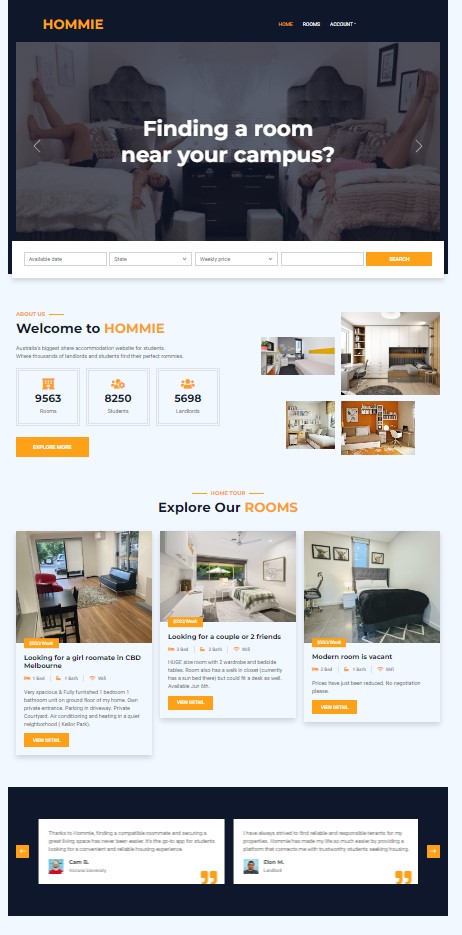 HOMMIE
HOME ROOMS ACCOUNT
Finding a room
near your campus?
Available date State Weekly price SEARCH
ABOUT US
Welcome to HOMMIE
Australia's biggest share accommodation website for students.
Where thousands of landlords and students find their perfect rommies.
9563 8250 5698
Rooms Students Landlords
EXPLORE MORE
HOME TOUR
Explore Our ROOMS
Looking for a girl roomate in CBD
Melbourne
1 Bed 1 Bath Wifi
Very spacious & Fully furnished 1 bedroom 1
bathroom unit on ground floor of my home. Own
private entrance. Parking in driveway. Private
Courtyard. Air conditioning and heating in a quiet
neighborhood ( Keilor Park).
VIEW DETAIL
Looking for a couple or 2 friends
3 Bed 2 Bath Wifi
HUGE size room with 2 wardrobe and bedside
tables. Room also has a walk in closet (currently
has a sun bed there) but could fit a desk as well.
Available Jun 6th.
VIEW DETAIL
Modern room is vacant
2 Bed 1 Bath Wifi
Prices have just been reduced. No negotiation
please.
VIEW DETAIL
Thanks to Hommie, finding a compatible roommate and securing a
great living space has never been easier. It's the go-to app for students
looking for a convenient and reliable housing experience.
Cam B.
Victoria University
I have always strived to find reliable and responsible tenants for my
properties. Hommie has made my life so much easier by providing a
platform that connects me with trustworthy students seeking housing.
Elon M.
Landlord